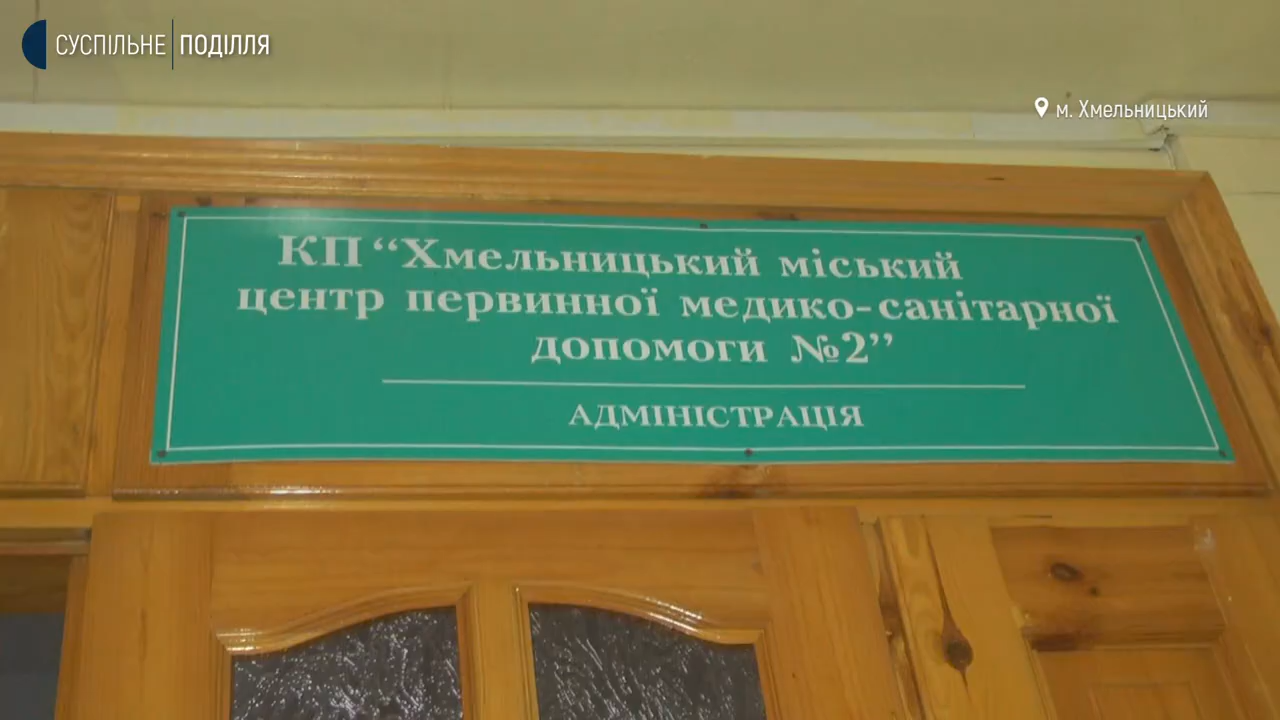 СУСПІЛЬНЕ ПОДІЛЛЯ
м. Хмельницький
КП “Хмельницький міський
центр первинної медико-санітарної
допомоги №2”
АДМІНІСТРАЦІЯ